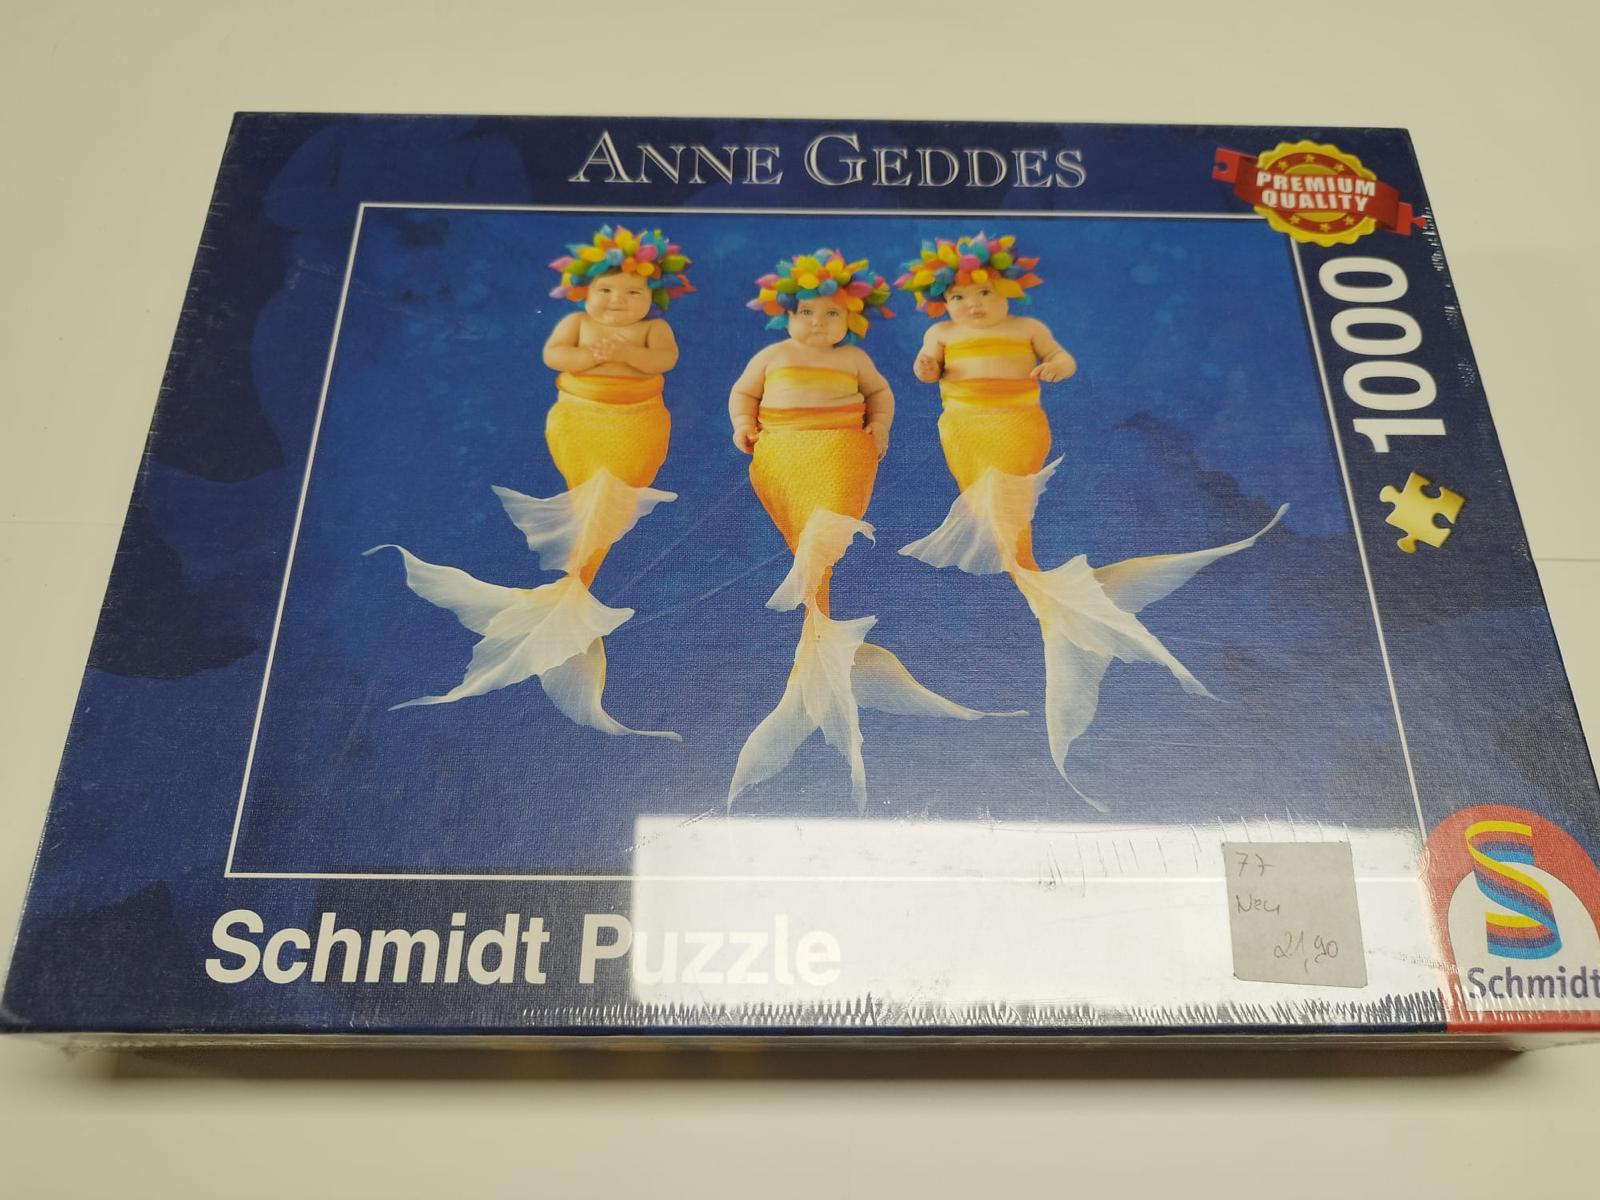 ANNE GEDDES
PREMIUM
QUALITY
1000
77
Neu
21,90
Schmidt Puzzle
Schmidt